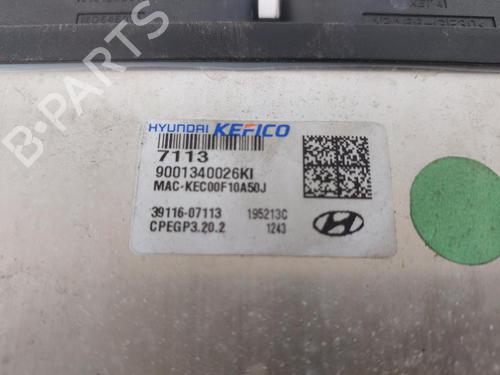 HYUNDAI KEFICO
7113
9001340026KI
MAC-KEC00F10A50J
39116-07113 195213C
CPEGP3.20.2 1243
B-PARTS